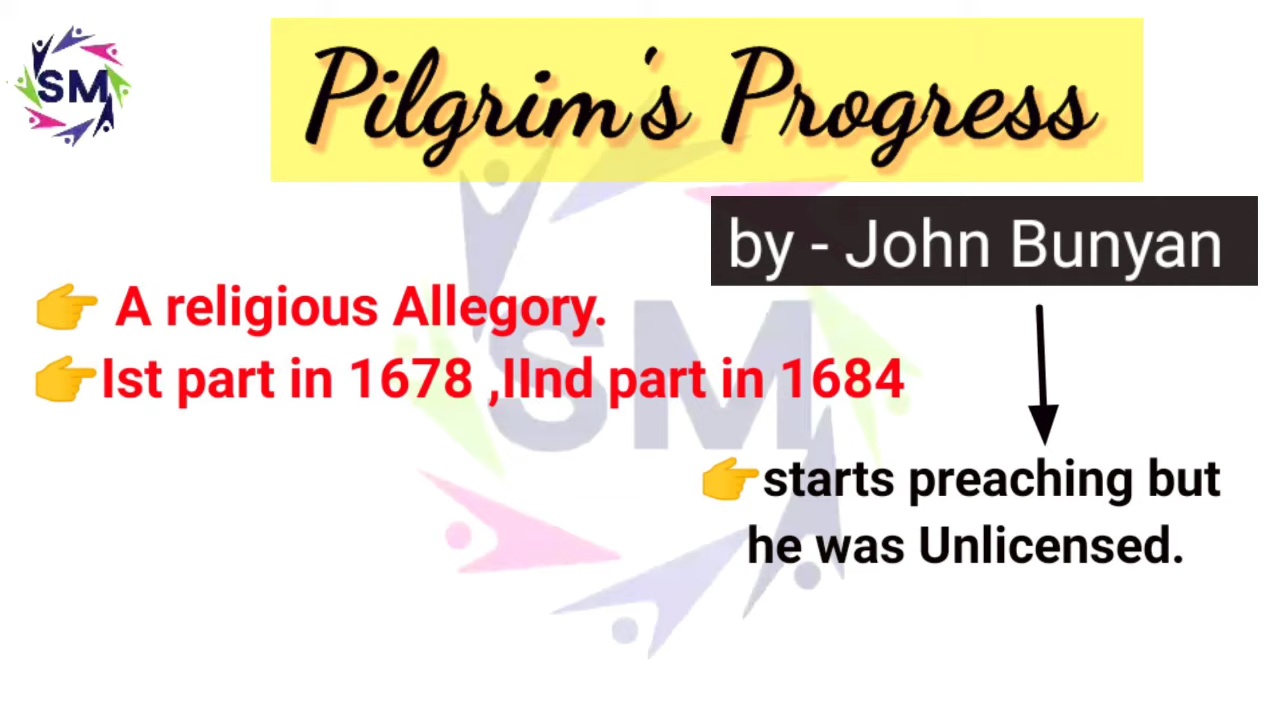 SM
Pilgrim's Progress
by - John Bunyan
👉 A religious Allegory.
👉Ist part in 1678 ,IInd part in 1684
SM
👉starts preaching but
he was Unlicensed.